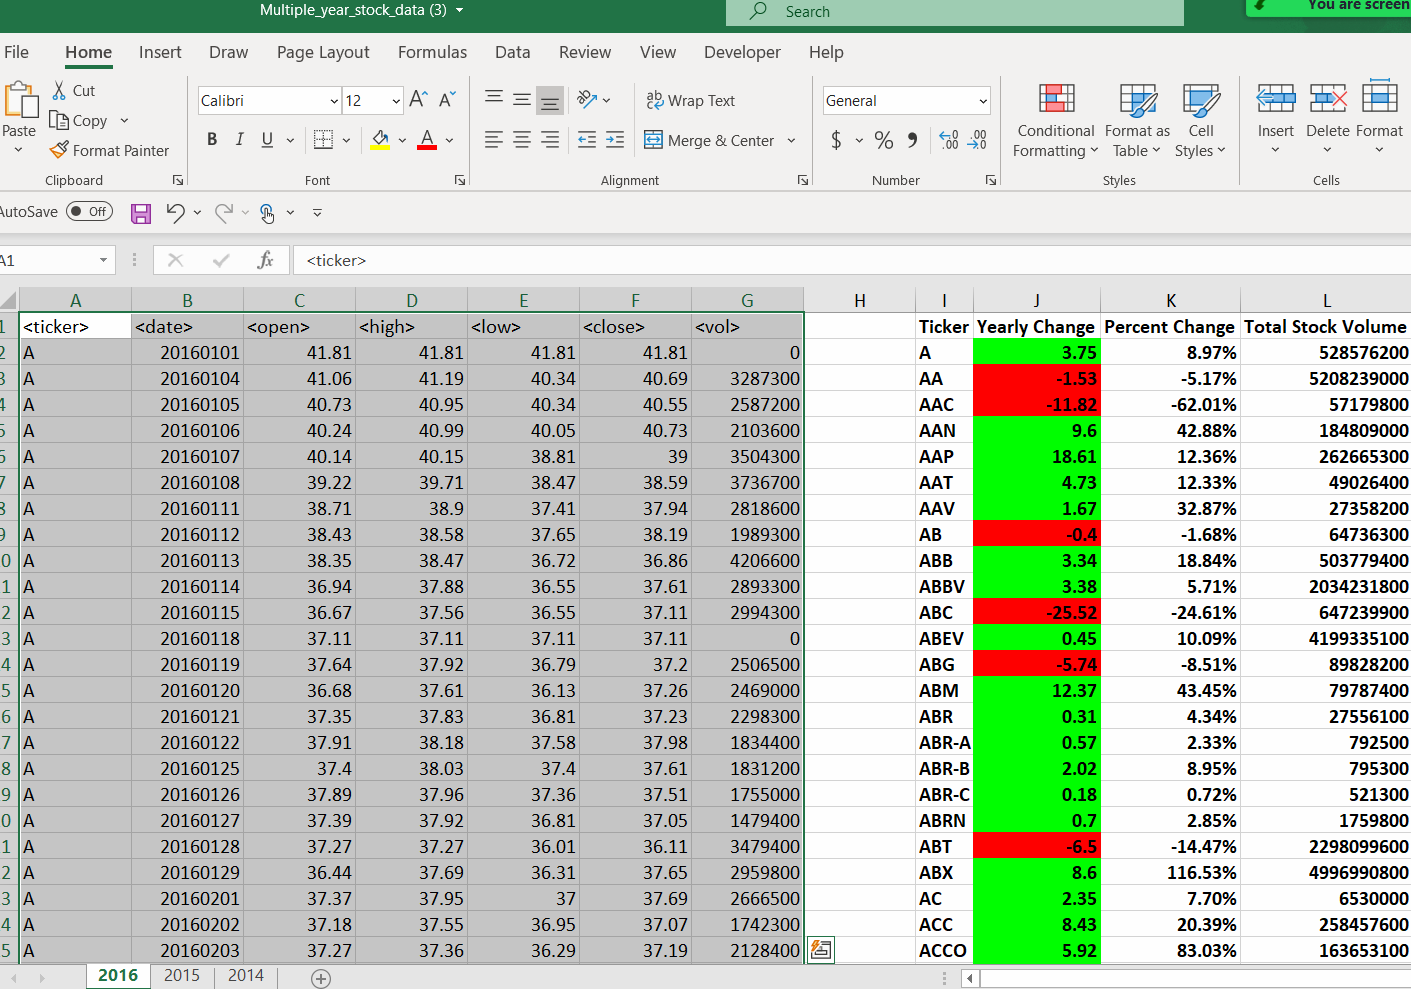 Multiple_year_stock_data (3)
Search
You are screen
File Home Insert Draw Page Layout Formulas Data Review View Developer Help
Cut
Copy
Paste
Format Painter
Clipboard
Calibri 12
B I U
Font
Wrap Text
Merge & Center
Alignment
General
$ % 9
Number
Conditional Formatting
Format as Table
Cell Styles
Styles
Insert Delete Format
Cells
AutoSave Off
A1 fx <ticker>
A B C D E F G H I J K L
1 <ticker> <date> <open> <high> <low> <close> <vol> Ticker Yearly Change Percent Change Total Stock Volume
2 A 20160101 41.81 41.81 41.81 41.81 0 A 3.75 8.97% 528576200
3 A 20160104 41.06 41.19 40.34 40.69 3287300 AA -1.53 -5.17% 5208239000
4 A 20160105 40.73 40.95 40.34 40.55 2587200 AAC -11.82 -62.01% 57179800
5 A 20160106 40.24 40.99 40.05 40.73 2103600 AAN 9.6 42.88% 184809000
6 A 20160107 40.14 40.15 38.81 39 3504300 AAP 18.61 12.36% 262665300
7 A 20160108 39.22 39.71 38.47 38.59 3736700 AAT 4.73 12.33% 49026400
8 A 20160111 38.71 38.9 37.41 37.94 2818600 AAV 1.67 32.87% 27358200
9 A 20160112 38.43 38.58 37.65 38.19 1989300 AB -0.4 -1.68% 64736300
0 A 20160113 38.35 38.47 36.72 36.86 4206600 ABB 3.34 18.84% 503779400
1 A 20160114 36.94 37.88 36.55 37.61 2893300 ABBV 3.38 5.71% 2034231800
2 A 20160115 36.67 37.56 36.55 37.11 2994300 ABC -25.52 -24.61% 647239900
3 A 20160118 37.11 37.11 37.11 37.11 0 ABEV 0.45 10.09% 4199335100
4 A 20160119 37.64 37.92 36.79 37.2 2506500 ABG -5.74 -8.51% 89828200
5 A 20160120 36.68 37.61 36.13 37.26 2469000 ABM 12.37 43.45% 79787400
6 A 20160121 37.35 37.83 36.81 37.23 2298300 ABR 0.31 4.34% 27556100
7 A 20160122 37.91 38.18 37.58 37.98 1834400 ABR-A 0.57 2.33% 792500
8 A 20160125 37.4 38.03 37.4 37.61 1831200 ABR-B 2.02 8.95% 795300
9 A 20160126 37.89 37.96 37.36 37.51 1755000 ABR-C 0.18 0.72% 521300
0 A 20160127 37.39 37.92 36.81 37.05 1479400 ABRN 0.7 2.85% 1759800
1 A 20160128 37.27 37.27 36.01 36.11 3479400 ABT -6.5 -14.47% 2298099600
2 A 20160129 36.44 37.69 36.31 37.65 2959800 ABX 8.6 116.53% 4996990800
3 A 20160201 37.37 37.95 37 37.69 2666500 AC 2.35 7.70% 6530000
4 A 20160202 37.18 37.55 36.95 37.07 1742300 ACC 8.43 20.39% 258457600
5 A 20160203 37.27 37.36 36.29 37.19 2128400 ACCO 5.92 83.03% 163653100
2016 2015 2014